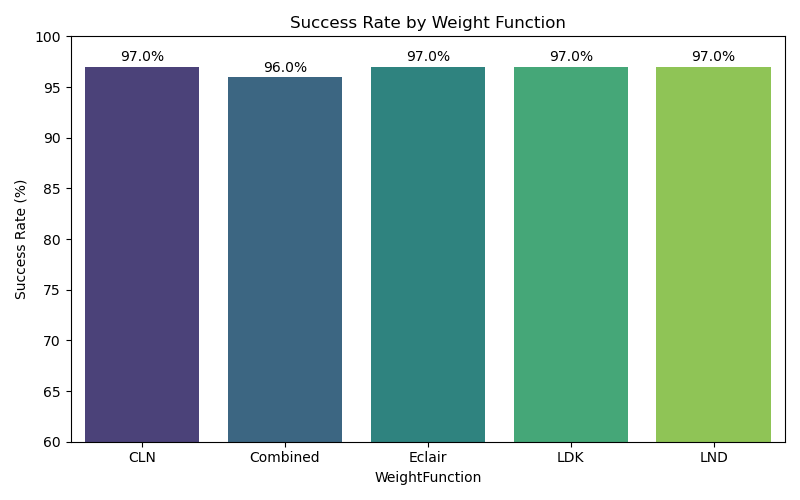 Success Rate by Weight Function
Success Rate (%)
100
95
90
85
80
75
70
65
60
97.0%
96.0%
97.0%
97.0%
97.0%
CLN
Combined
Eclair
LDK
LND
WeightFunction